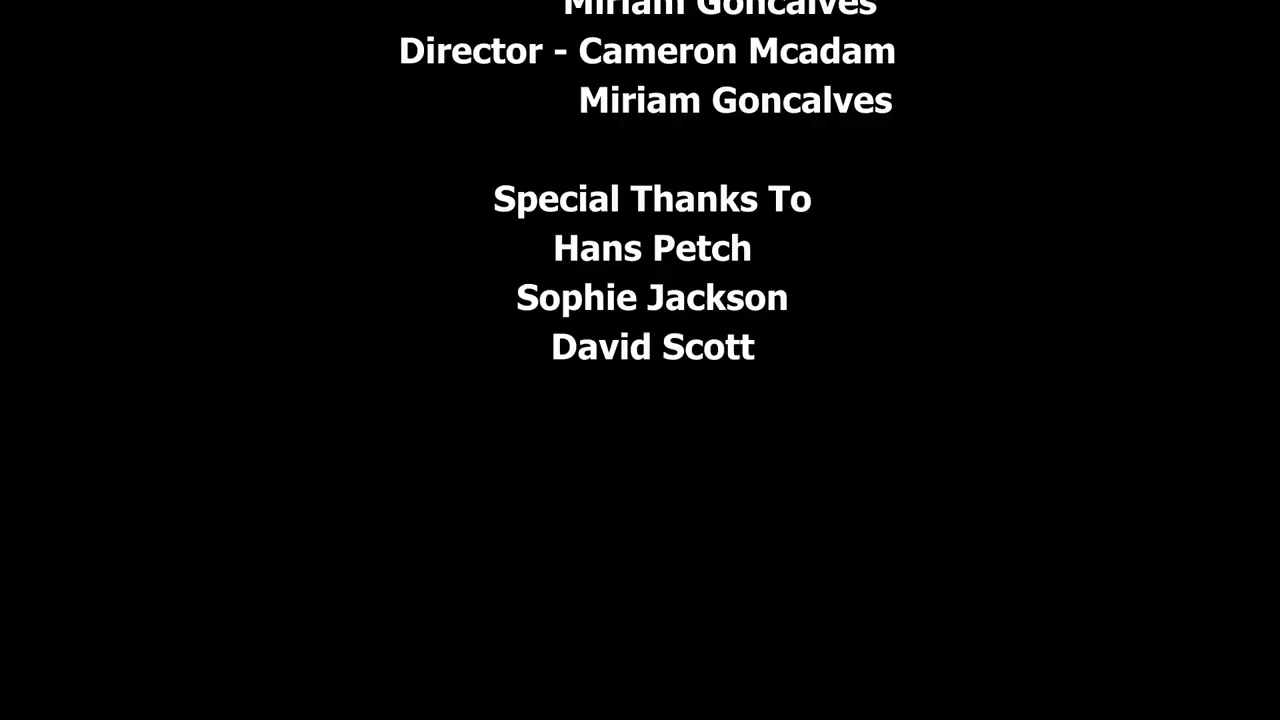 Miriam Goncalves
Director - Cameron Mcadam
Miriam Goncalves
Special Thanks To
Hans Petch
Sophie Jackson
David Scott